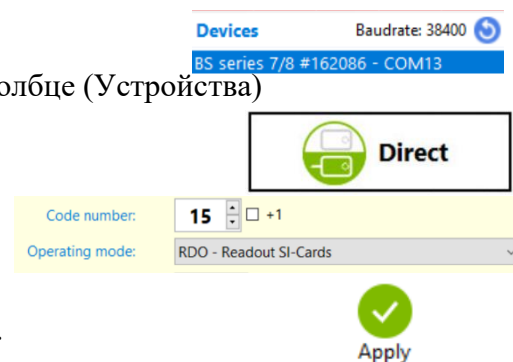 Devices Baudrate: 38400
BS series 7/8 #162086 - COM13
(Устройства)
Direct
Code number: 15 +1
Operating mode: RDO - Readout SI-Cards
Apply